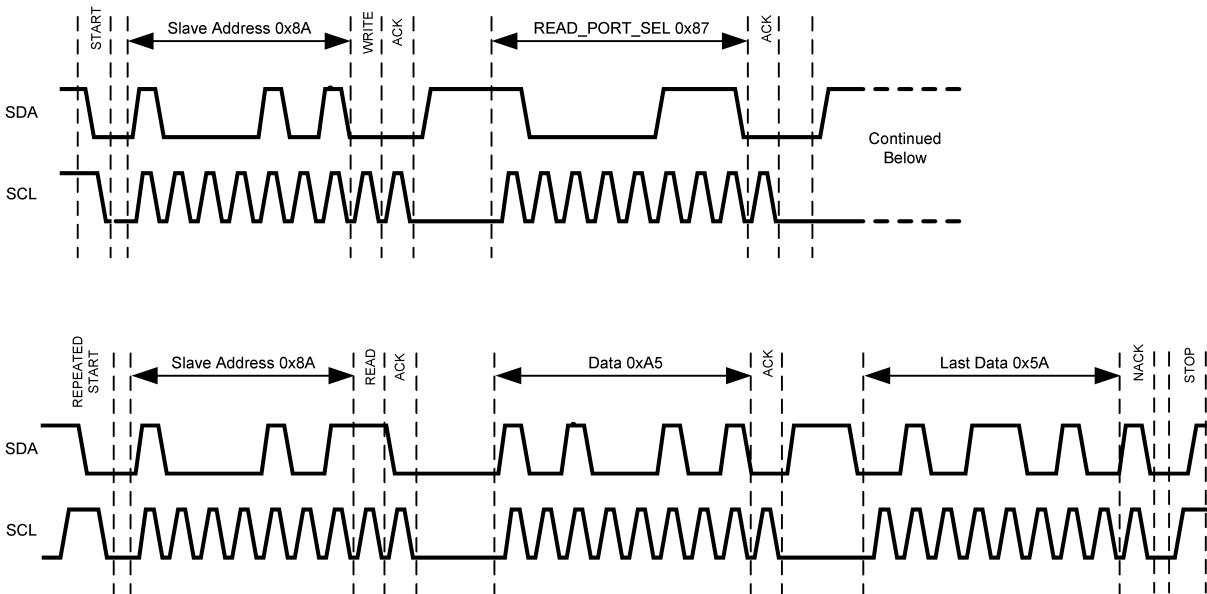 START
Slave Address 0x8A
WRITE
ACK
READ_PORT_SEL 0x87
ACK
SDA
Continued
Below
SCL
REPEATED
START
Slave Address 0x8A
READ
ACK
Data 0xA5
ACK
Last Data 0x5A
NACK
STOP
SDA
SCL